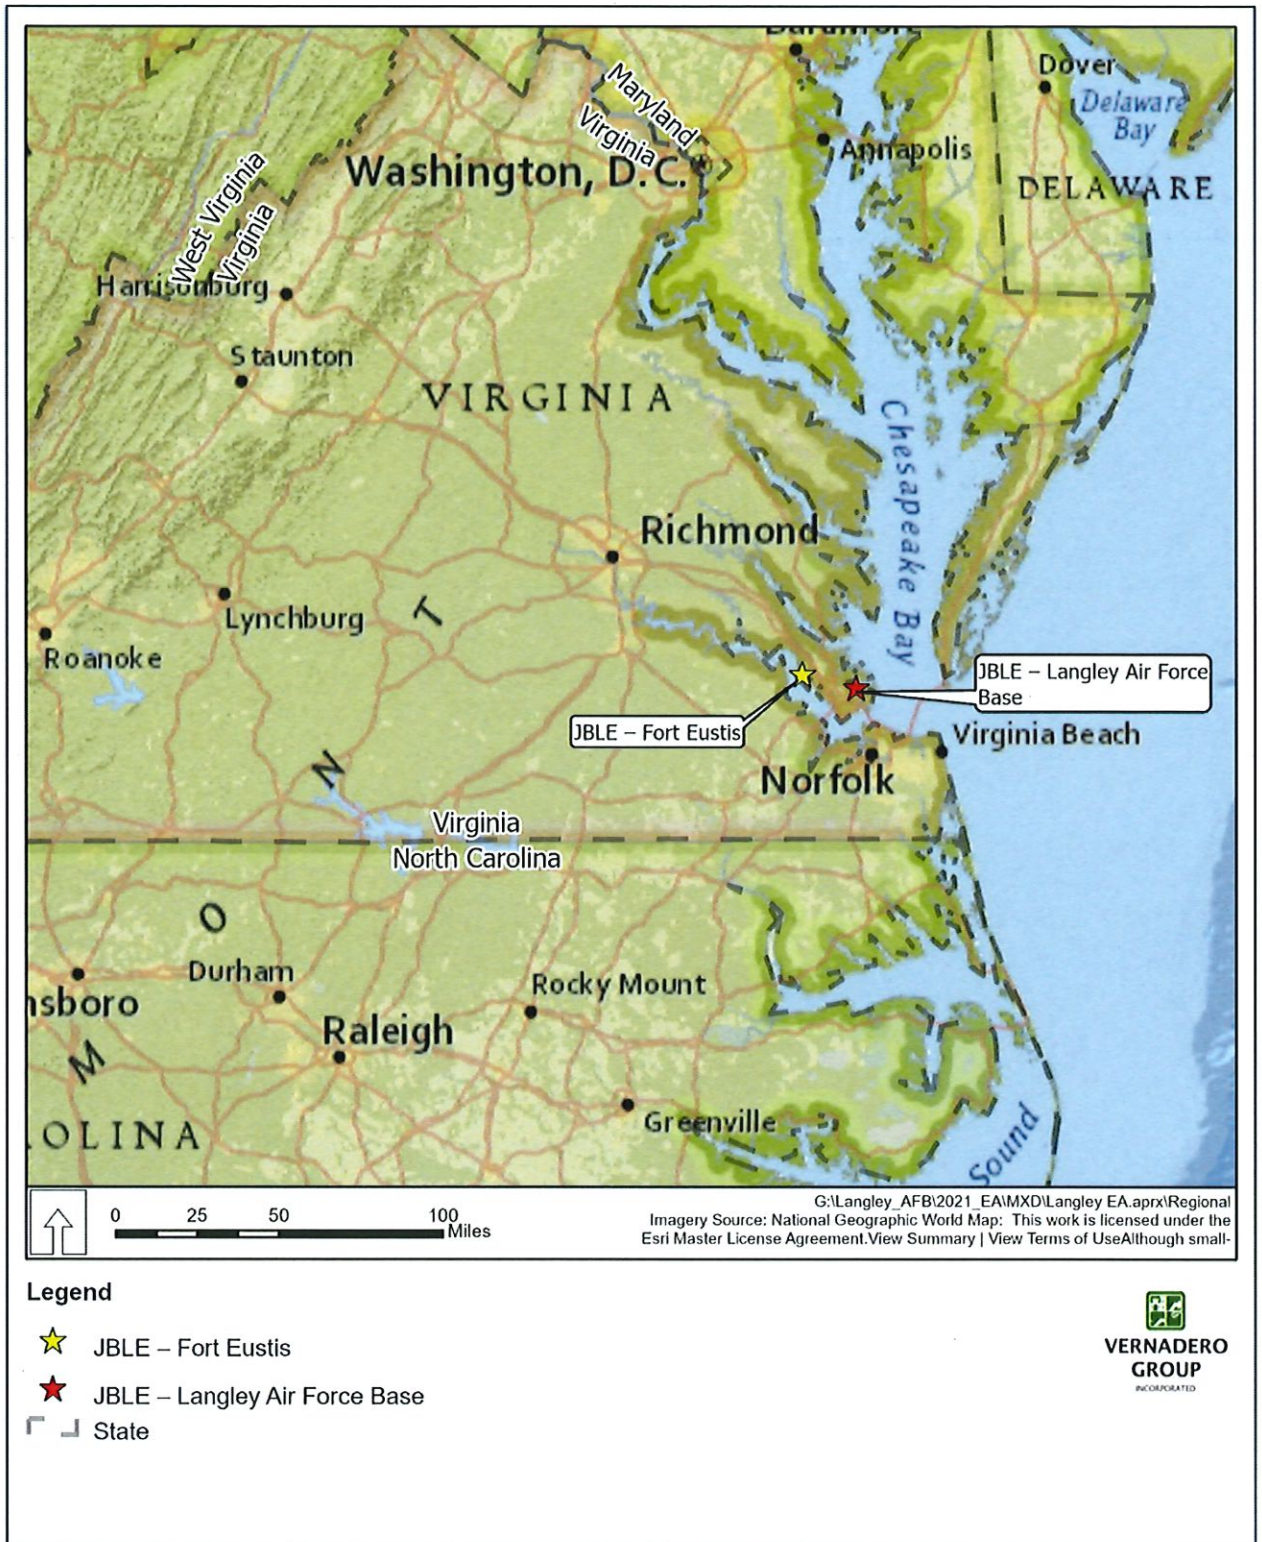 Dover
Delaware
Bay
Maryland
Virginia
Annapolis
Washington, D.C.
DELAWARE
West Virginia
Virginia
Harrisonburg
Staunton
VIRGINIA
Chesapeake Bay
Richmond
Lynchburg
T
Roanoke
JBLE – Langley Air Force
Base
JBLE – Fort Eustis
Virginia Beach
N
Norfolk
Virginia
North Carolina
O
Durham
nsboro
Rocky Mount
Raleigh
M
Greenville
OLINA
Sound
0 25 50 100
Miles
G:\Langley_AFB\2021_EA\MXD\Langley EA.aprx\Regional
Imagery Source: National Geographic World Map: This work is licensed under the
Esri Master License Agreement.View Summary | View Terms of UseAlthough small-
Legend
JBLE – Fort Eustis
JBLE – Langley Air Force Base
State
VERNADERO
GROUP
INCORPORATED